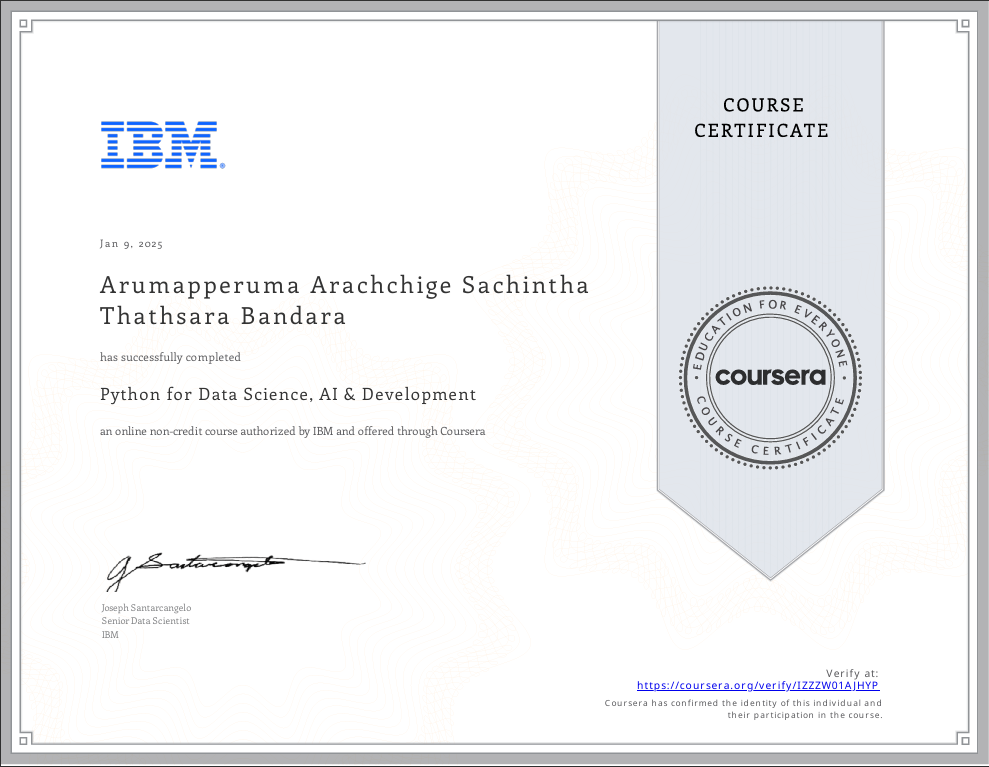 COURSE
CERTIFICATE
IBM®
Jan 9, 2025
Arumapperuma Arachchige Sachintha
Thathsara Bandara
has successfully completed
Python for Data Science, AI & Development
an online non-credit course authorized by IBM and offered through Coursera
EDUCATION FOR EVERYONE
coursera
COURSE CERTIFICATE
J Santarcangelo
Joseph Santarcangelo
Senior Data Scientist
IBM
Verify at:
https://coursera.org/verify/IZZZW01AJHYP
Coursera has confirmed the identity of this individual and
their participation in the course.